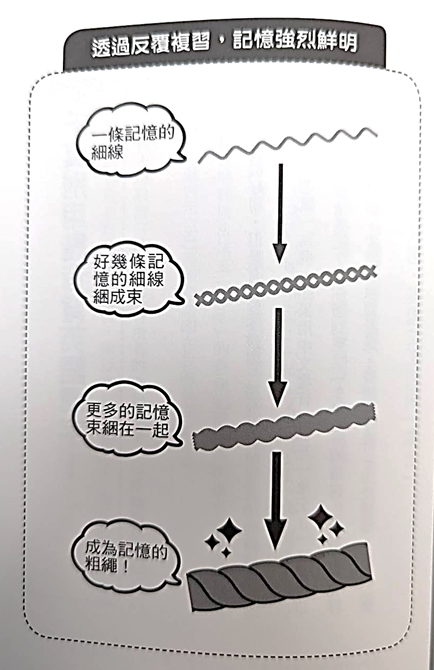 透過反覆複習，記憶強烈鮮明
一條記憶的
細線
好幾條記
憶的細線
綑成束
更多的記憶
束綑在一起
成為記憶的
粗繩！